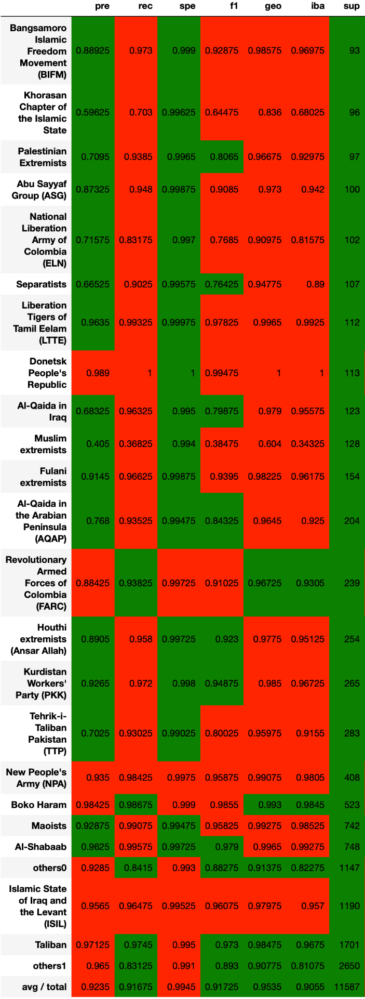 pre rec spe f1 geo iba sup
Bangsamoro
Islamic
Freedom
Movement
(BIFM)
0.88925 0.973 0.999 0.92875 0.98575 0.96975 93
Khorasan
Chapter of
the Islamic
State
0.59625 0.703 0.99625 0.64475 0.836 0.68025 96
Palestinian
Extremists
0.7095 0.9385 0.9965 0.8065 0.96675 0.92975 97
Abu Sayyaf
Group (ASG)
0.87325 0.948 0.99875 0.9085 0.973 0.942 100
National
Liberation
Army of
Colombia
(ELN)
0.71575 0.83175 0.997 0.7685 0.90975 0.81575 102
Separatists 0.66525 0.9025 0.99575 0.76425 0.94775 0.89 107
Liberation
Tigers of
Tamil Eelam
(LTTE)
0.9635 0.99325 0.99975 0.97825 0.9965 0.9925 112
Donetsk
People's
Republic
0.989 1 1 0.99475 1 1 113
Al-Qaida in
Iraq
0.68325 0.96325 0.995 0.79875 0.979 0.95575 123
Muslim
extremists
0.405 0.36825 0.994 0.38475 0.604 0.34325 128
Fulani
extremists
0.9145 0.96625 0.99875 0.9395 0.98225 0.96175 154
Al-Qaida in
the Arabian
Peninsula
(AQAP)
0.768 0.93525 0.99475 0.84325 0.9645 0.925 204
Revolutionary
Armed
Forces of
Colombia
(FARC)
0.88425 0.93825 0.99725 0.91025 0.96725 0.9305 239
Houthi
extremists
(Ansar Allah)
0.8905 0.958 0.99725 0.923 0.9775 0.95125 254
Kurdistan
Workers'
Party (PKK)
0.9265 0.972 0.998 0.94875 0.985 0.96725 265
Tehrik-i-
Taliban
Pakistan
(TTP)
0.7025 0.93025 0.99025 0.80025 0.95975 0.9155 283
New People's
Army (NPA)
0.935 0.98425 0.9975 0.95875 0.99075 0.9805 408
Boko Haram 0.98425 0.98675 0.999 0.9855 0.993 0.9845 523
Maoists 0.92875 0.99075 0.99475 0.95825 0.99275 0.98525 742
Al-Shabaab 0.9625 0.99575 0.99725 0.979 0.9965 0.99275 748
others0 0.9285 0.8415 0.993 0.88275 0.91375 0.82275 1147
Islamic State
of Iraq and
the Levant
(ISIL)
0.9565 0.96475 0.99525 0.96075 0.97975 0.957 1190
Taliban 0.97125 0.9745 0.995 0.973 0.98475 0.9675 1701
others1 0.965 0.83125 0.991 0.893 0.90775 0.81075 2650
avg / total 0.9235 0.91675 0.9945 0.91725 0.9535 0.9055 11587